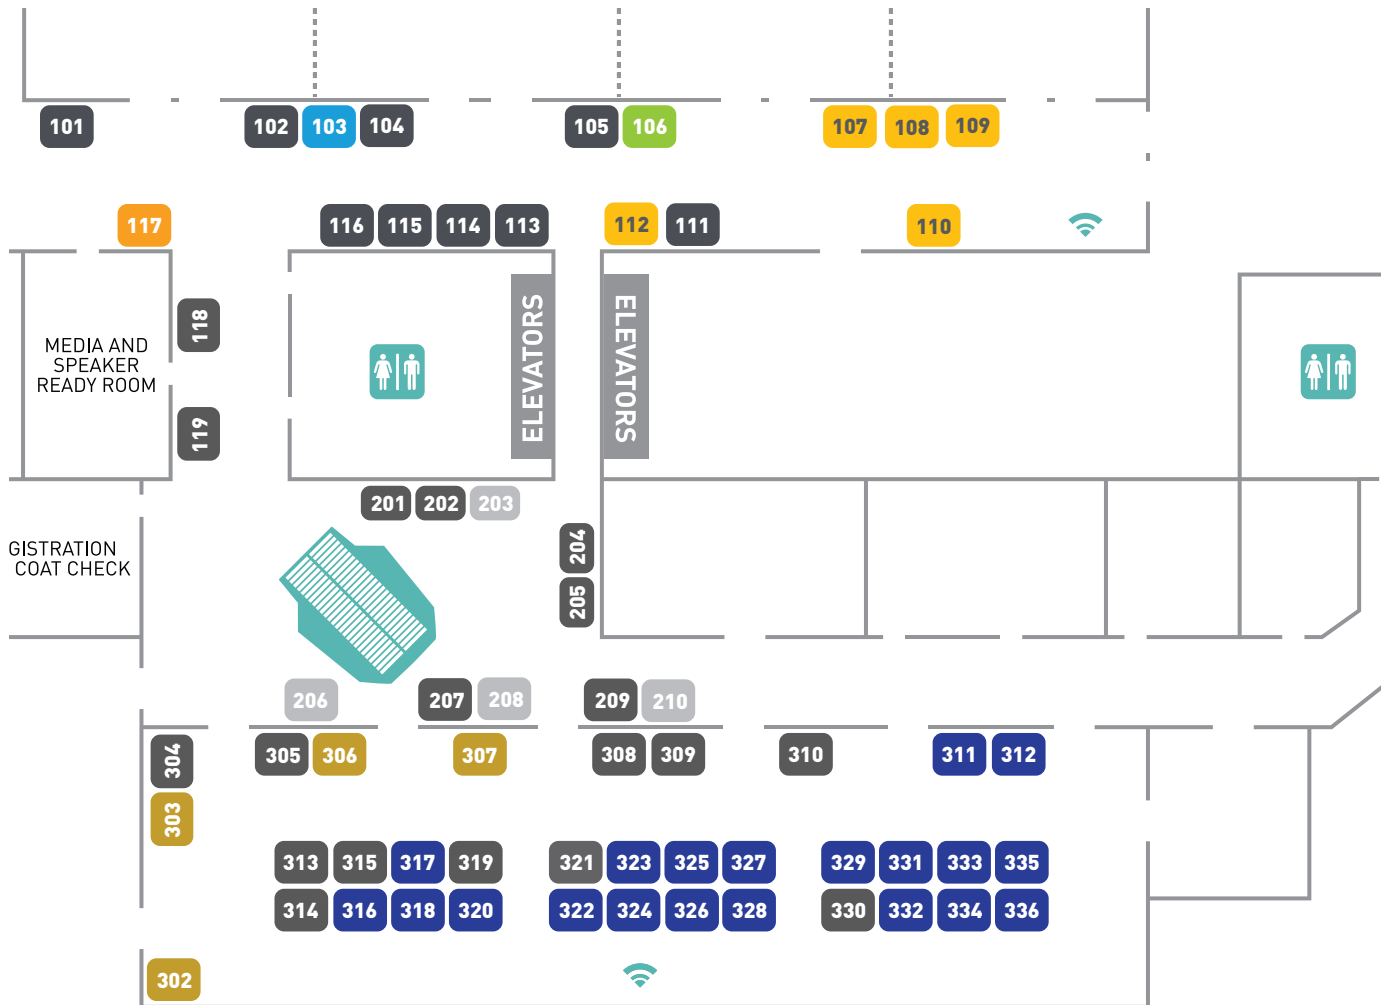 101 102 103 104 105 106 107 108 109
117 116 115 114 113 112 111 110
118
MEDIA AND
SPEAKER
READY ROOM
ELEVATORS ELEVATORS
119
201 202 203
204
GISTRATION
COAT CHECK
205
206 207 208 209 210
304 305 306 307 308 309 310 311 312
303
313 315 317 319 321 323 325 327 329 331 333 335
314 316 318 320 322 324 326 328 330 332 334 336
302